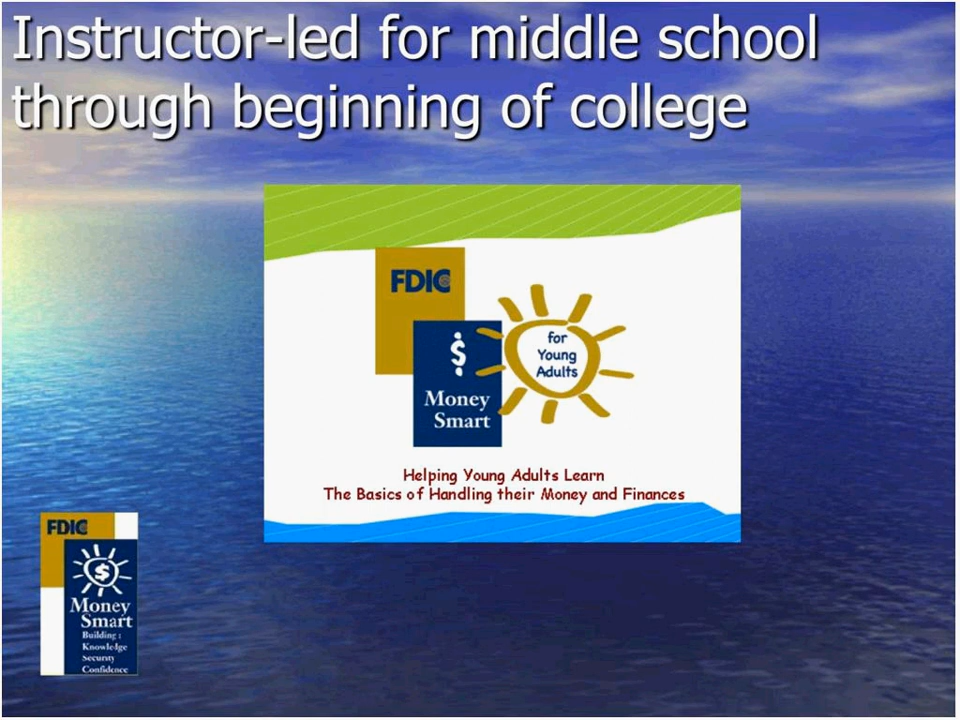 Instructor-led for middle school
through beginning of college
FDIC
$
Money
Smart
for
Young
Adults
Helping Young Adults Learn
The Basics of Handling their Money and Finances
FDIC
$
Money
Smart
Building :
Knowledge
Security
Confidence